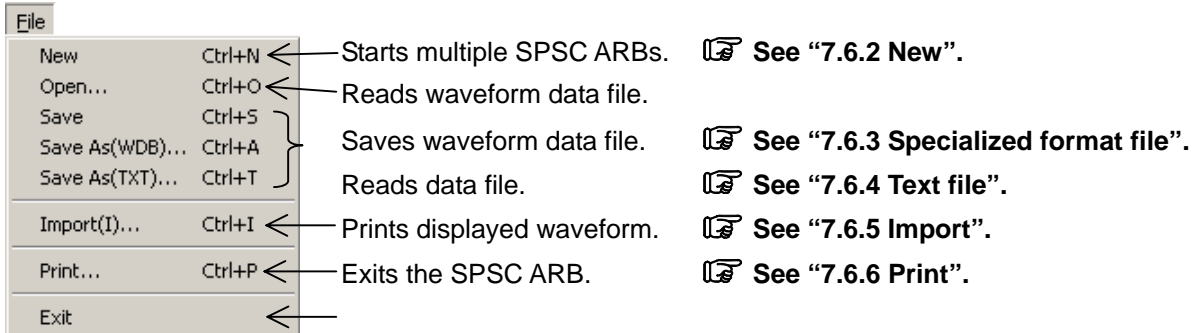 File
New Ctrl+N Starts multiple SPSC ARBs. See “7.6.2 New”.
Open... Ctrl+O Reads waveform data file.
Save Ctrl+S
Save As(WDB)... Ctrl+A Saves waveform data file. See “7.6.3 Specialized format file”.
Save As(TXT)... Ctrl+T Reads data file. See “7.6.4 Text file”.
Import(I)... Ctrl+I Prints displayed waveform. See “7.6.5 Import”.
Print... Ctrl+P Exits the SPSC ARB. See “7.6.6 Print”.
Exit